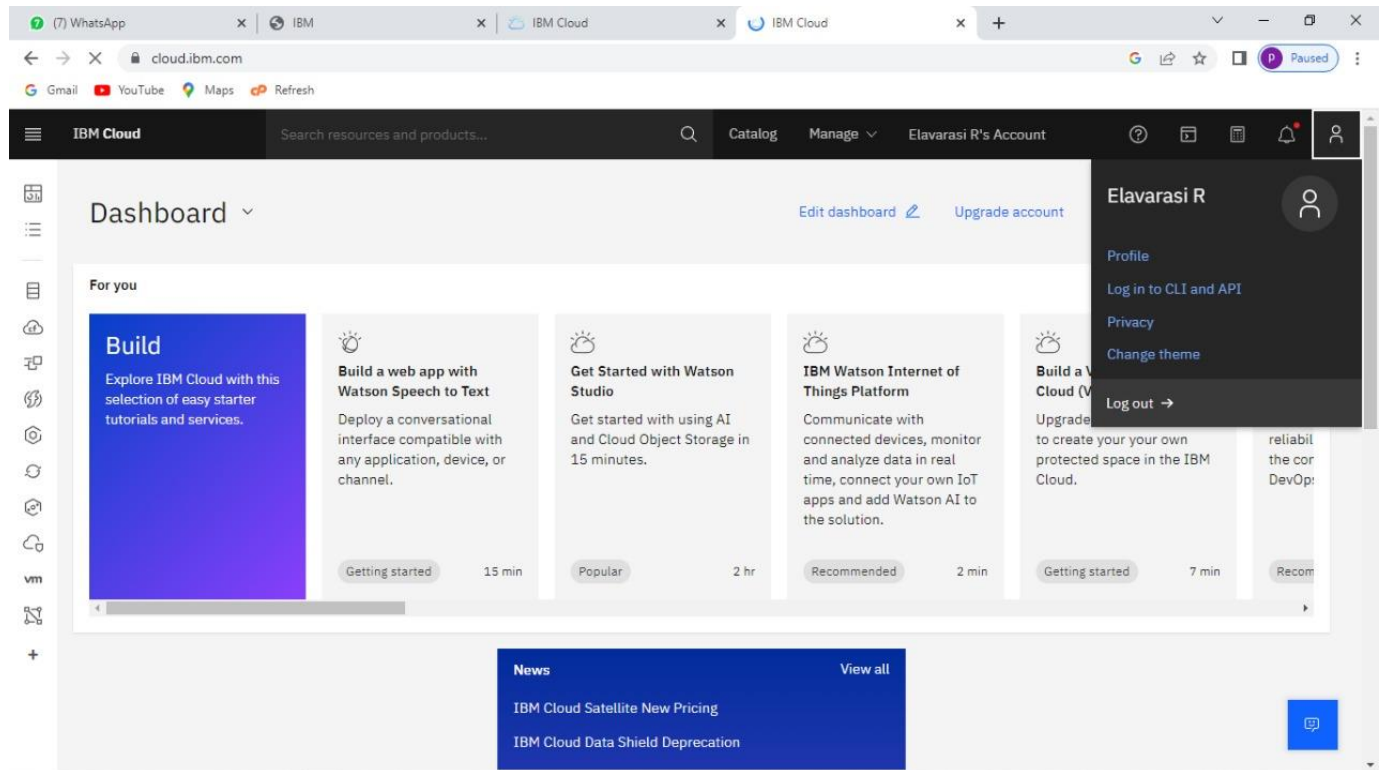 (7) WhatsApp
IBM
IBM Cloud
IBM Cloud
cloud.ibm.com
P
Paused
Gmail
YouTube
Maps
Refresh
IBM Cloud
Search resources and products...
Catalog
Manage
Elavarasi R's Account
Elavarasi R
Profile
Log in to CLI and API
Privacy
Change theme
Log out →
Dashboard
Edit dashboard
Upgrade account
For you
Build
Explore IBM Cloud with this
selection of easy starter
tutorials and services.
Build a web app with
Watson Speech to Text
Deploy a conversational
interface compatible with
any application, device, or
channel.
Getting started
15 min
Get Started with Watson
Studio
Get started with using AI
and Cloud Object Storage in
15 minutes.
Popular
2 hr
IBM Watson Internet of
Things Platform
Communicate with
connected devices, monitor
and analyze data in real
time, connect your own IoT
apps and add Watson AI to
the solution.
Recommended
2 min
Build a
Cloud (V
Upgrade
to create your your own
protected space in the IBM
Cloud.
Getting started
7 min
reliabil
the cor
DevOp
Recom
vm
News
View all
IBM Cloud Satellite New Pricing
IBM Cloud Data Shield Deprecation